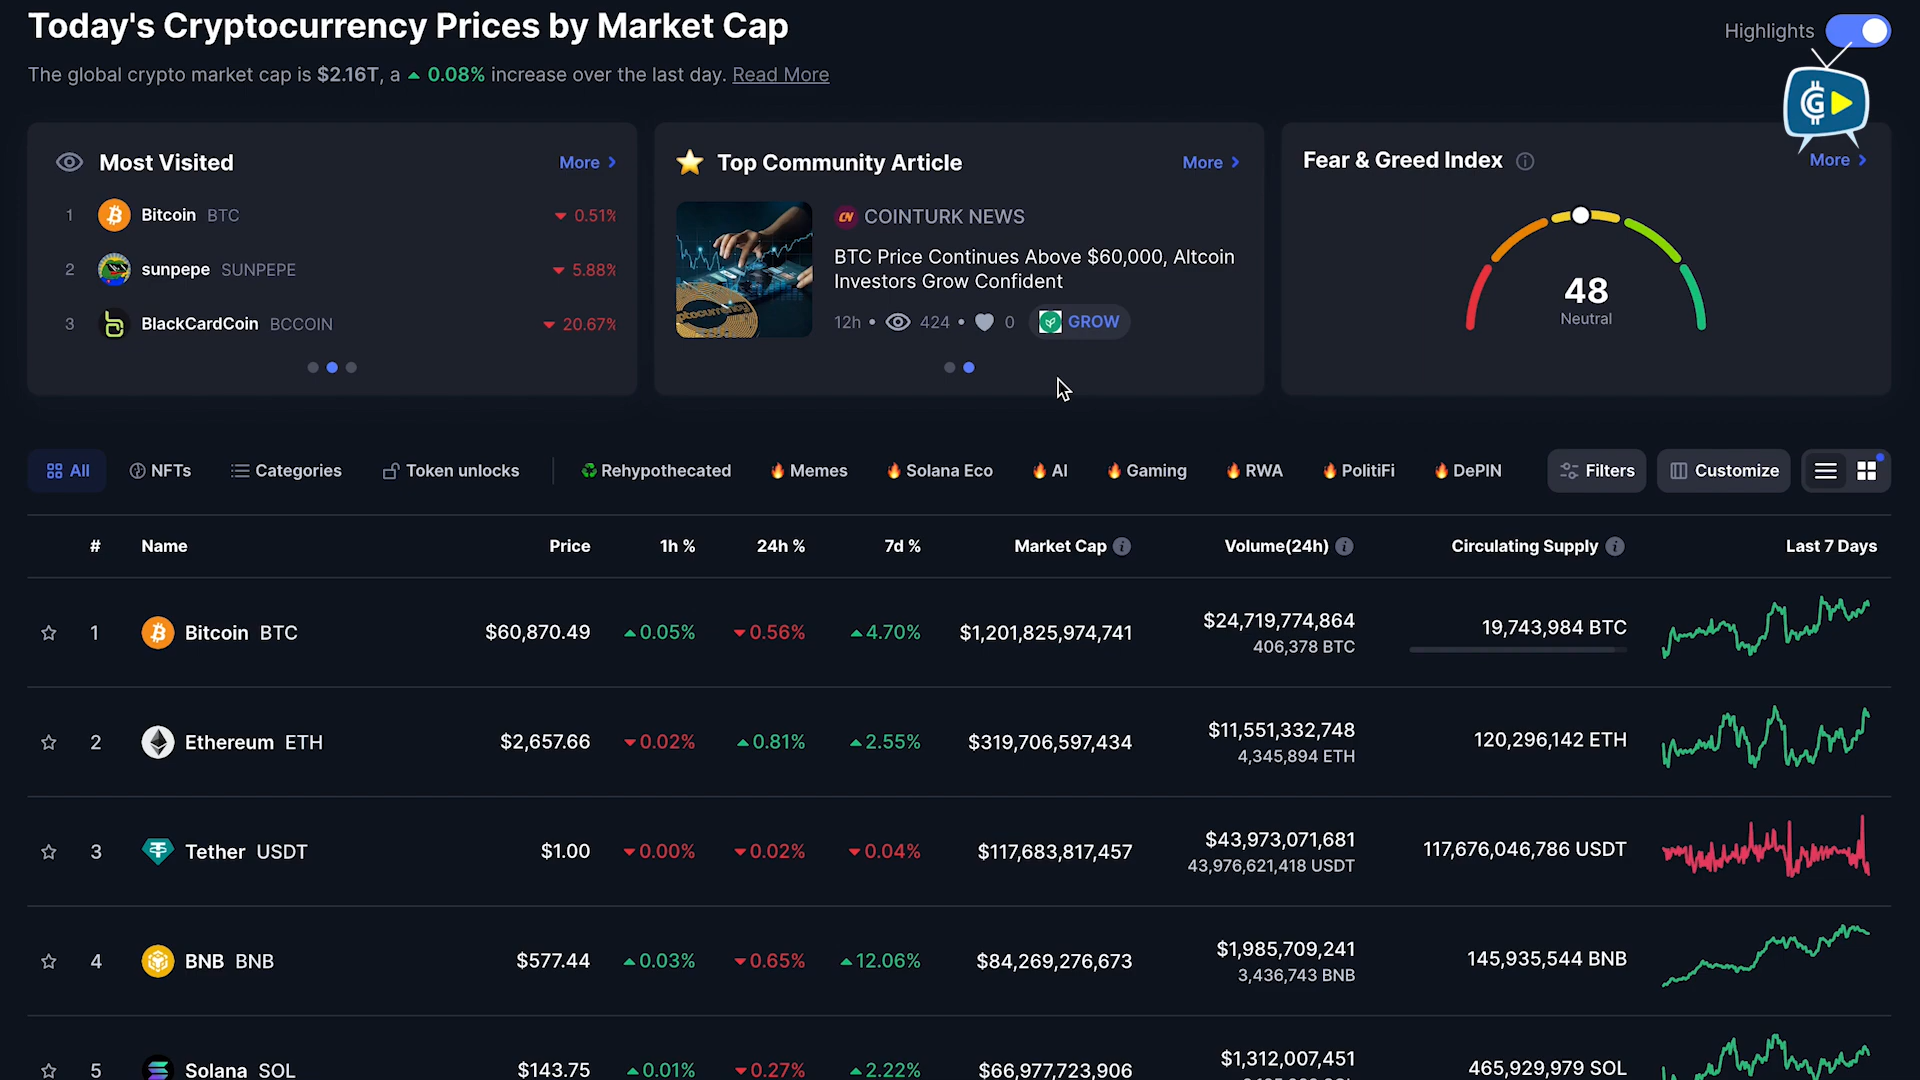 Today's Cryptocurrency Prices by Market Cap
Highlights
The global crypto market cap is $2.16T, a ▲ 0.08% increase over the last day. Read More
Most Visited
More >
1 Bitcoin BTC ▼ 0.51%
2 sunpepe SUNPEPE ▼ 5.88%
3 BlackCardCoin BCCOIN ▼ 20.67%
Top Community Article
More >
COINTURK NEWS
BTC Price Continues Above $60,000, Altcoin
Investors Grow Confident
12h • 424 • 0 GROW
Fear & Greed Index
More >
48
Neutral
All NFTs Categories Token unlocks Rehypothecated Memes Solana Eco AI Gaming RWA PolitiFi DePIN Filters Customize
# Name Price 1h % 24h % 7d % Market Cap Volume(24h) Circulating Supply Last 7 Days
1 Bitcoin BTC $60,870.49 ▲0.05% ▼0.56% ▲4.70% $1,201,825,974,741 $24,719,774,864 19,743,984 BTC
406,378 BTC
2 Ethereum ETH $2,657.66 ▼0.02% ▲0.81% ▲2.55% $319,706,597,434 $11,551,332,748 120,296,142 ETH
4,345,894 ETH
3 Tether USDT $1.00 ▼0.00% ▼0.02% ▼0.04% $117,683,817,457 $43,973,071,681 117,676,046,786 USDT
43,976,621,418 USDT
4 BNB BNB $577.44 ▲0.03% ▼0.65% ▲12.06% $84,269,276,673 $1,985,709,241 145,935,544 BNB
3,436,743 BNB
5 Solana SOL $143.75 ▲0.01% ▼0.27% ▲2.22% $66,977,723,906 $1,312,007,451 465,929,979 SOL